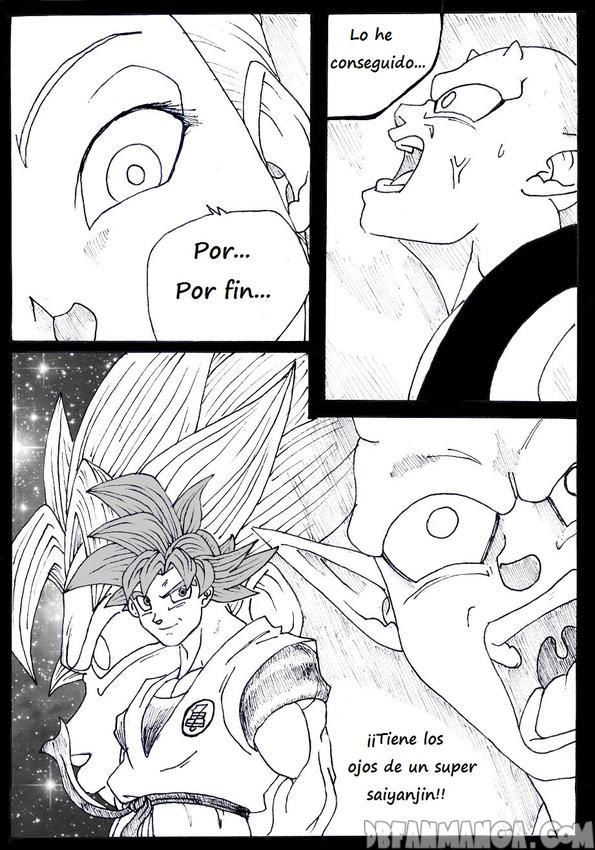 Por...
Por fin...
Lo he
conseguido...
¡¡Tiene los
ojos de un super
saiyanjin!!
DBFANMANGA.COM